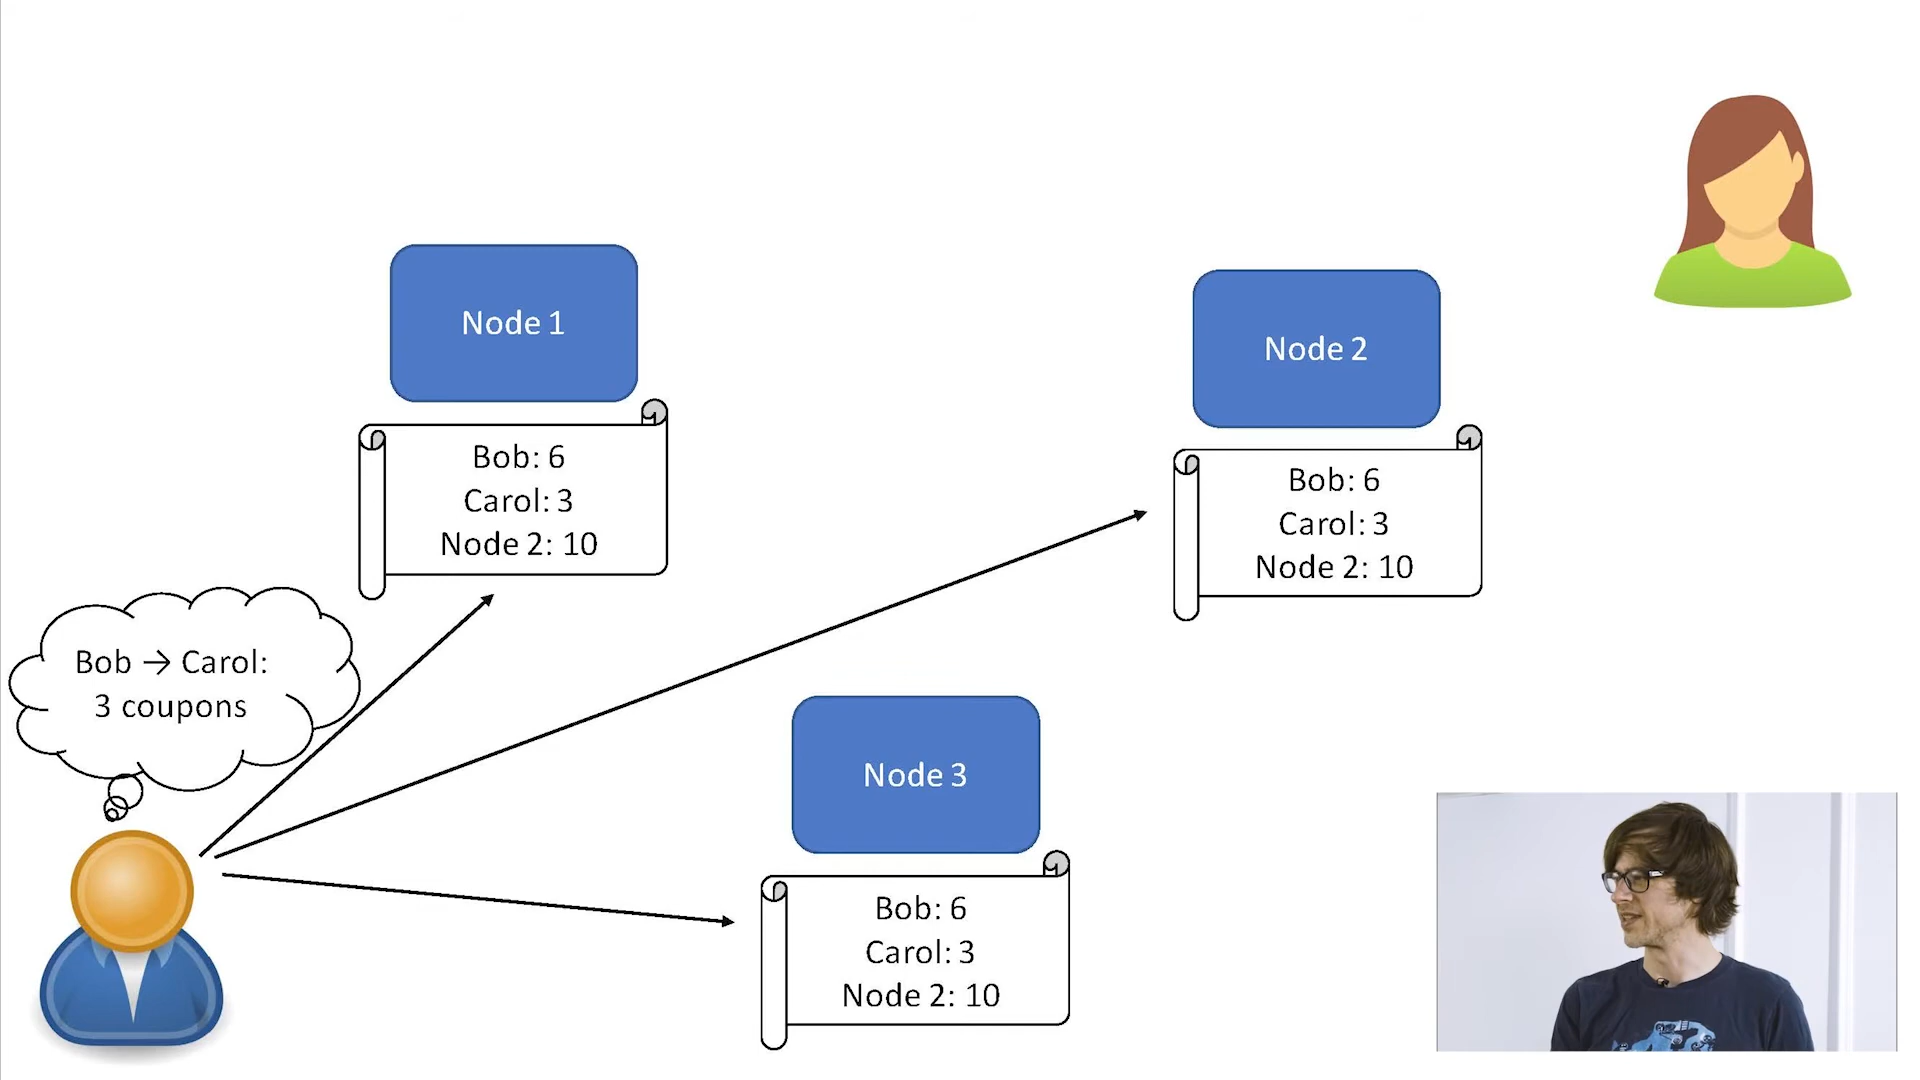 Node 1
Bob: 6
Carol: 3
Node 2: 10
Node 2
Bob: 6
Carol: 3
Node 2: 10
Bob → Carol:
3 coupons
Node 3
Bob: 6
Carol: 3
Node 2: 10